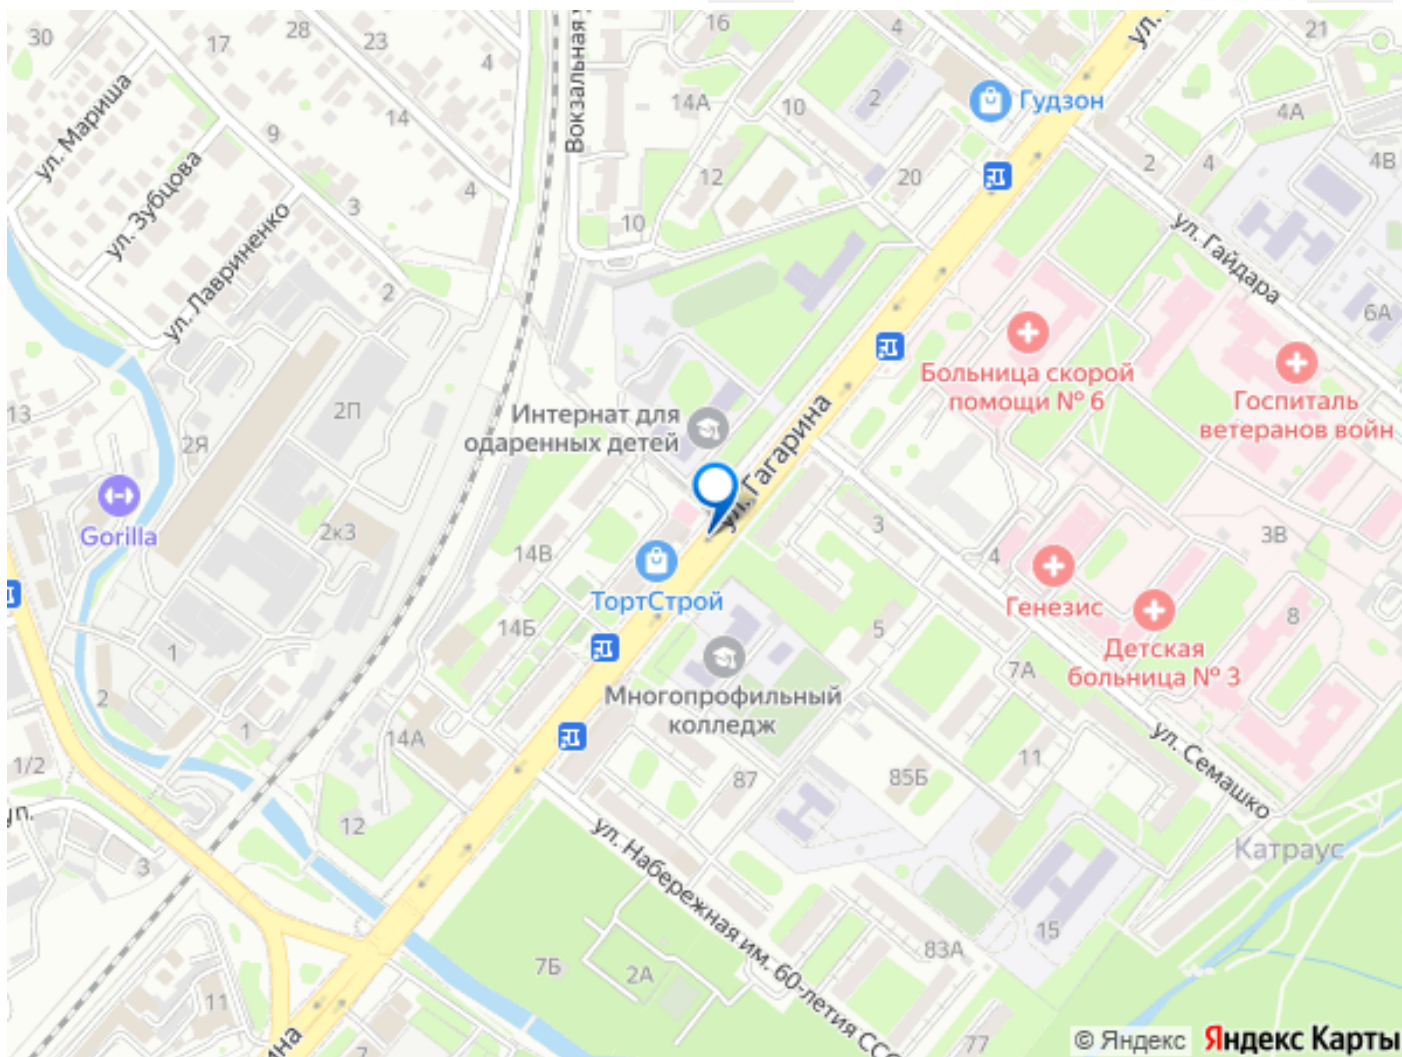 30
17
28
23
4
16
4
21
ул.
ул. Мариша
9
14
Вокзальная
14А
10
2
Гудзон
4А
ул. Зубцова
3
4
12
20
2
4
4В
ул. Лавриненко
10
ул. Гайдара
2
6А
13
2П
2Я
Интернат для
одаренных детей
ул. Гагарина
Больница скорой
помощи № 6
Госпиталь
ветеранов войн
Gorilla
2к3
14В
3
4
3В
ТортСтрой
Генезис
14Б
5
8
Детская
больница № 3
1
2
1
Многопрофильный
колледж
7А
14А
ул. Семашко
1/2
87
85Б
11
12
3
ул. Набережная им. 60-летия ССС
Катраус
15
83А
7Б
2А
11
77
ина
© Яндекс Яндекс Карты